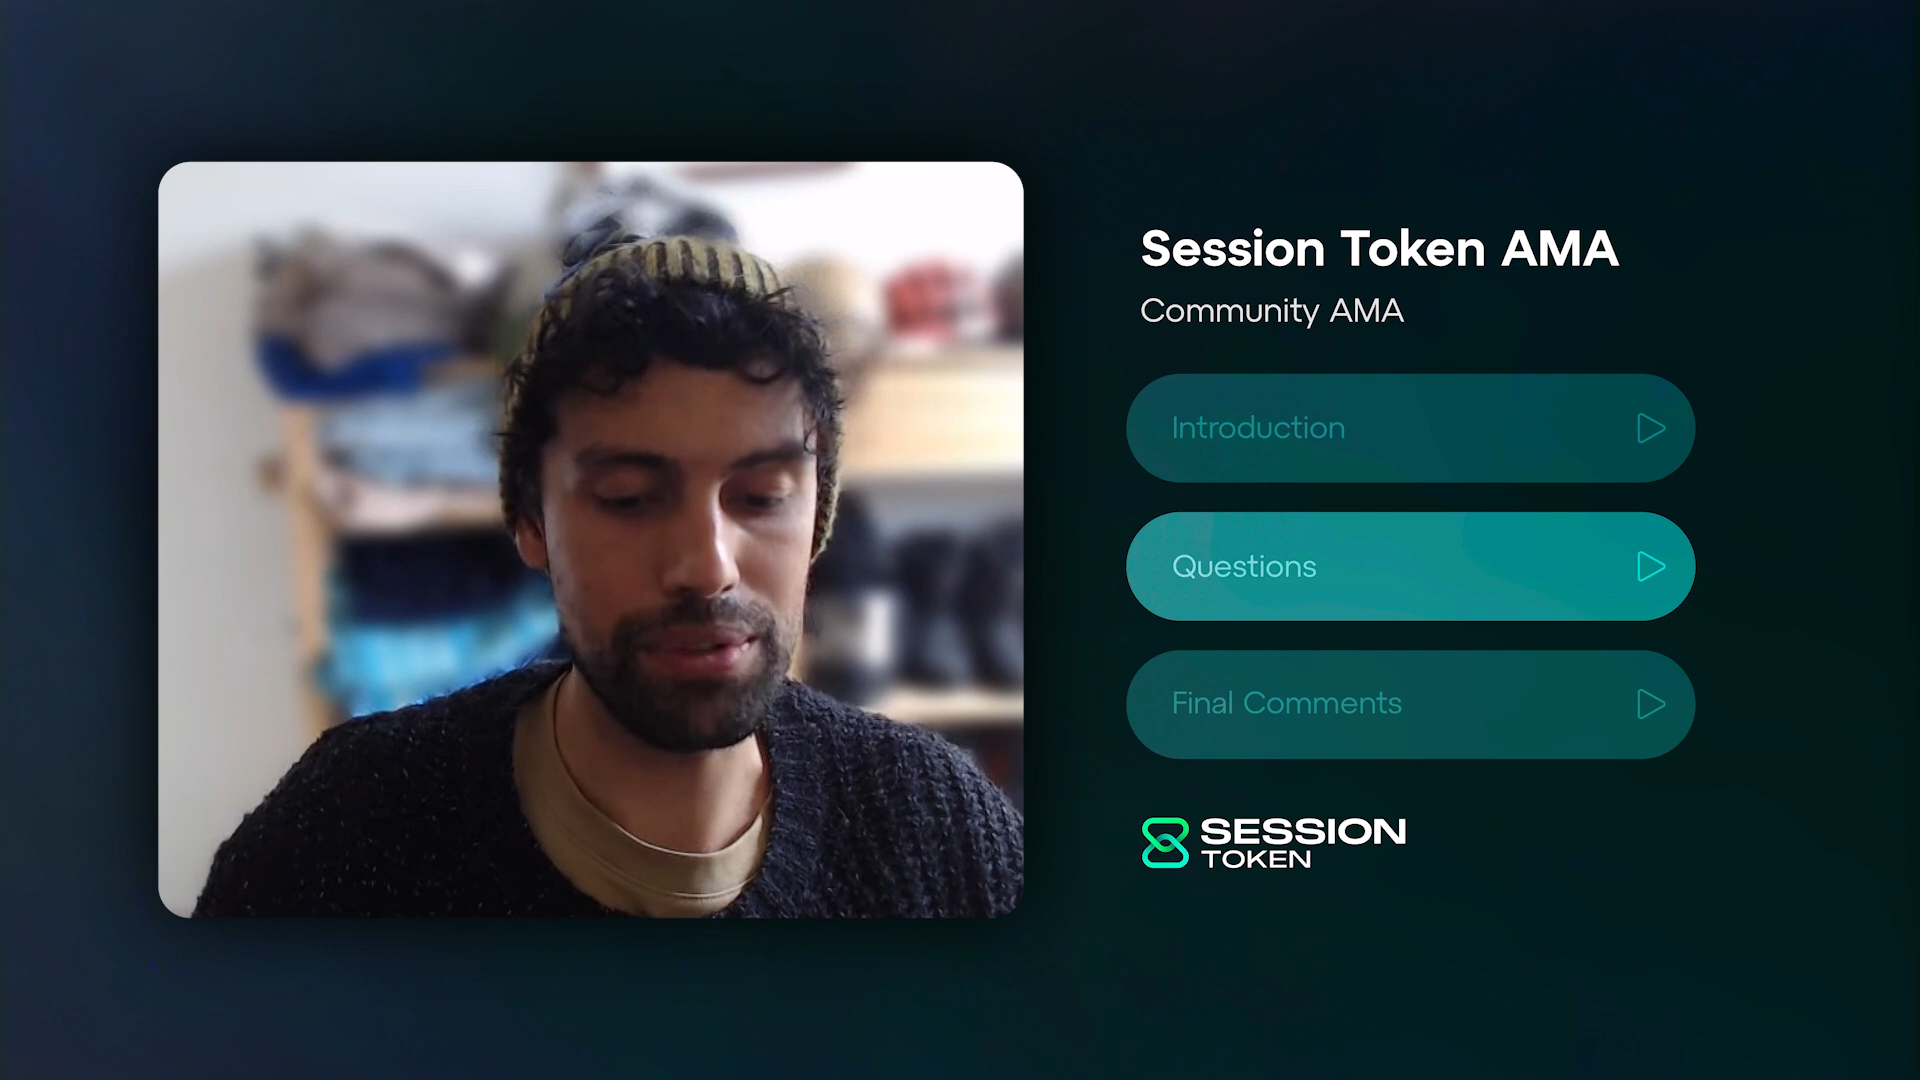 Session Token AMA
Community AMA
Introduction
Questions
Final Comments
SESSION
TOKEN